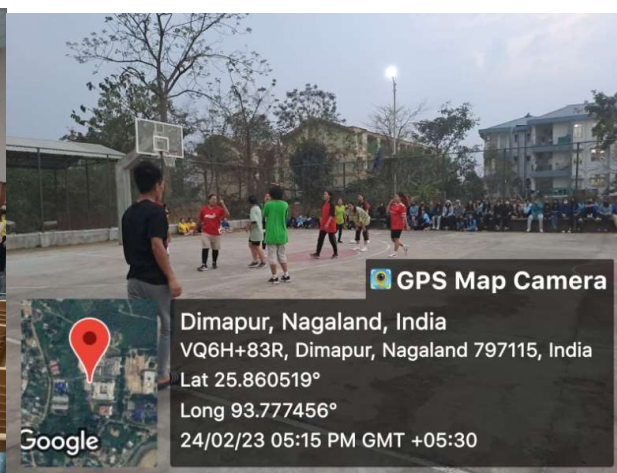 GPS Map Camera
Dimapur, Nagaland, India
VQ6H+83R, Dimapur, Nagaland 797115, India
Lat 25.860519°
Long 93.777456°
24/02/23 05:15 PM GMT +05:30
Google